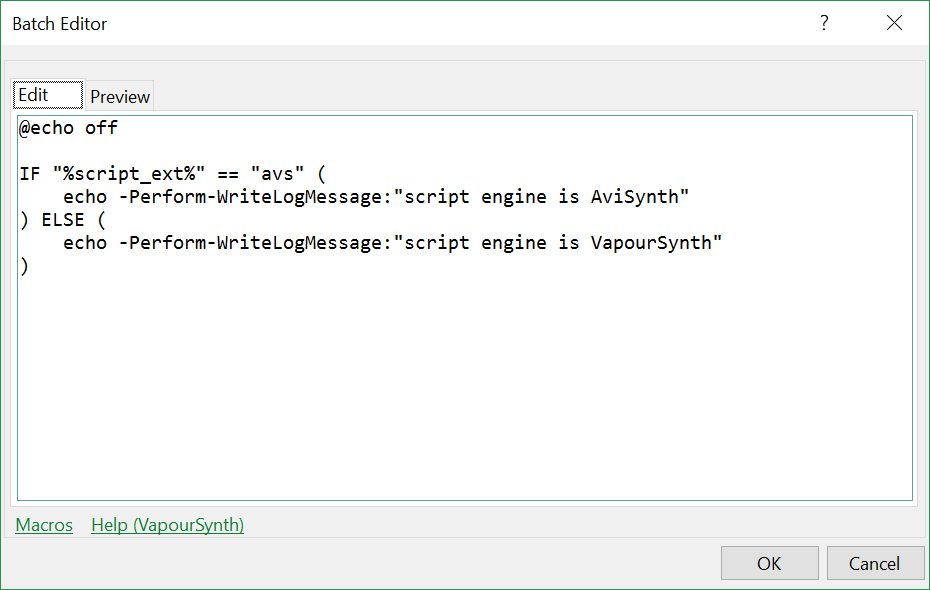 Batch Editor
?
Edit Preview
@echo off
IF "%script_ext%" == "avs" (
    echo -Perform-WriteLogMessage:"script engine is AviSynth"
) ELSE (
    echo -Perform-WriteLogMessage:"script engine is VapourSynth"
)
Macros Help (VapourSynth)
OK Cancel